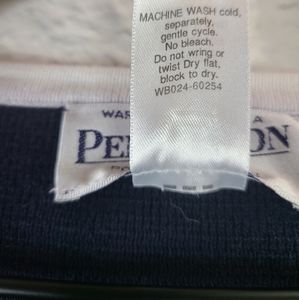 MACHINE WASH cold,
separately,
gentle cycle.
No bleach.
Do not wring or
twist Dry flat,
block to dry.
WB024-60254